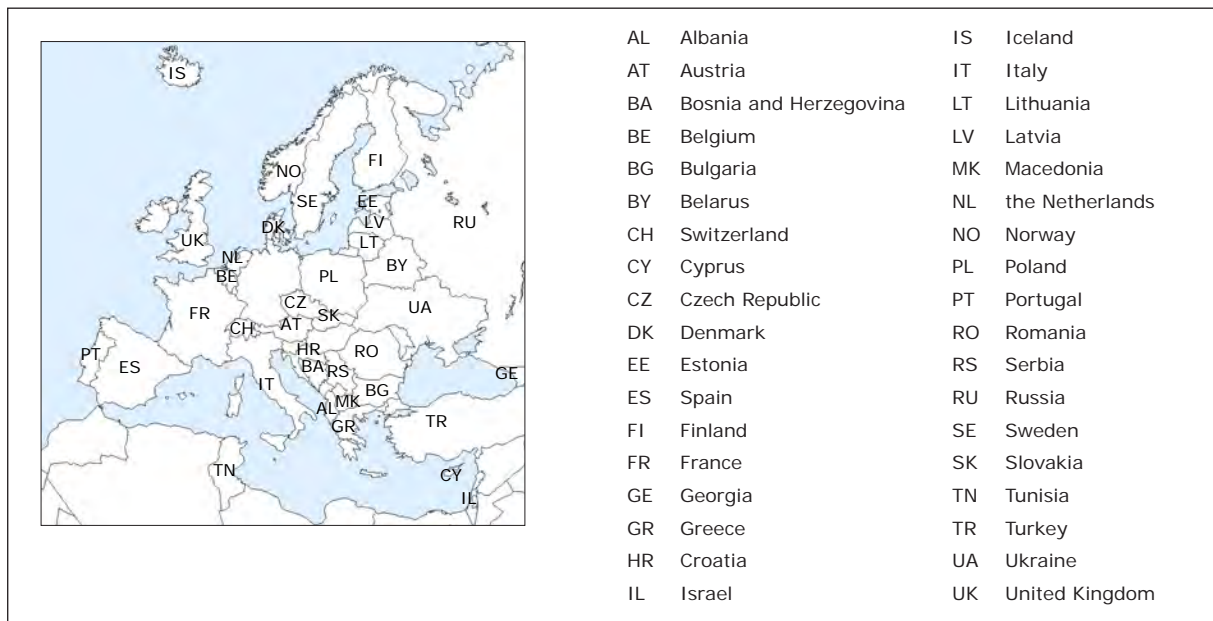 IS
NO
FI
SE
EE
RU
LV
DK
LT
UK
NL
BY
BE
PL
CZ
UA
FR
SK
CH
AT
HR
RO
PT
ES
BA
RS
GE
IT
BG
MK
AL
TR
GR
TN
CY
IL
AL Albania
AT Austria
BA Bosnia and Herzegovina
BE Belgium
BG Bulgaria
BY Belarus
CH Switzerland
CY Cyprus
CZ Czech Republic
DK Denmark
EE Estonia
ES Spain
FI Finland
FR France
GE Georgia
GR Greece
HR Croatia
IL Israel
IS Iceland
IT Italy
LT Lithuania
LV Latvia
MK Macedonia
NL the Netherlands
NO Norway
PL Poland
PT Portugal
RO Romania
RS Serbia
RU Russia
SE Sweden
SK Slovakia
TN Tunisia
TR Turkey
UA Ukraine
UK United Kingdom